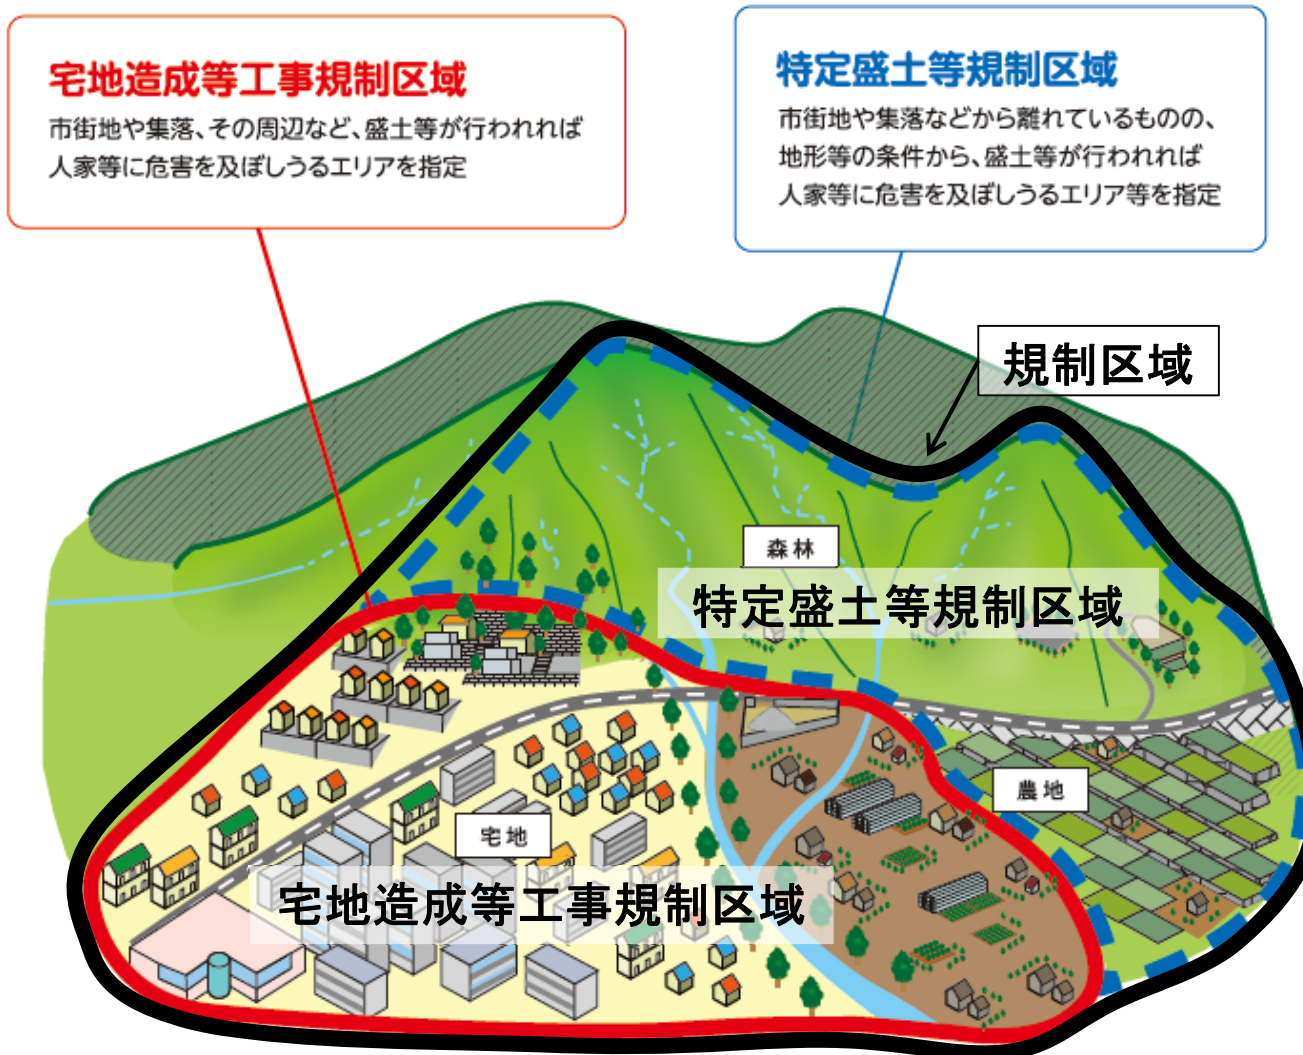 宅地造成等工事規制区域
市街地や集落、その周辺など、盛土等が行われれば
人家等に危害を及ぼしうるエリアを指定
特定盛土等規制区域
市街地や集落などから離れているものの、
地形等の条件から、盛土等が行われれば
人家等に危害を及ぼしうるエリア等を指定
規制区域
森林
特定盛土等規制区域
農地
宅地
宅地造成等工事規制区域